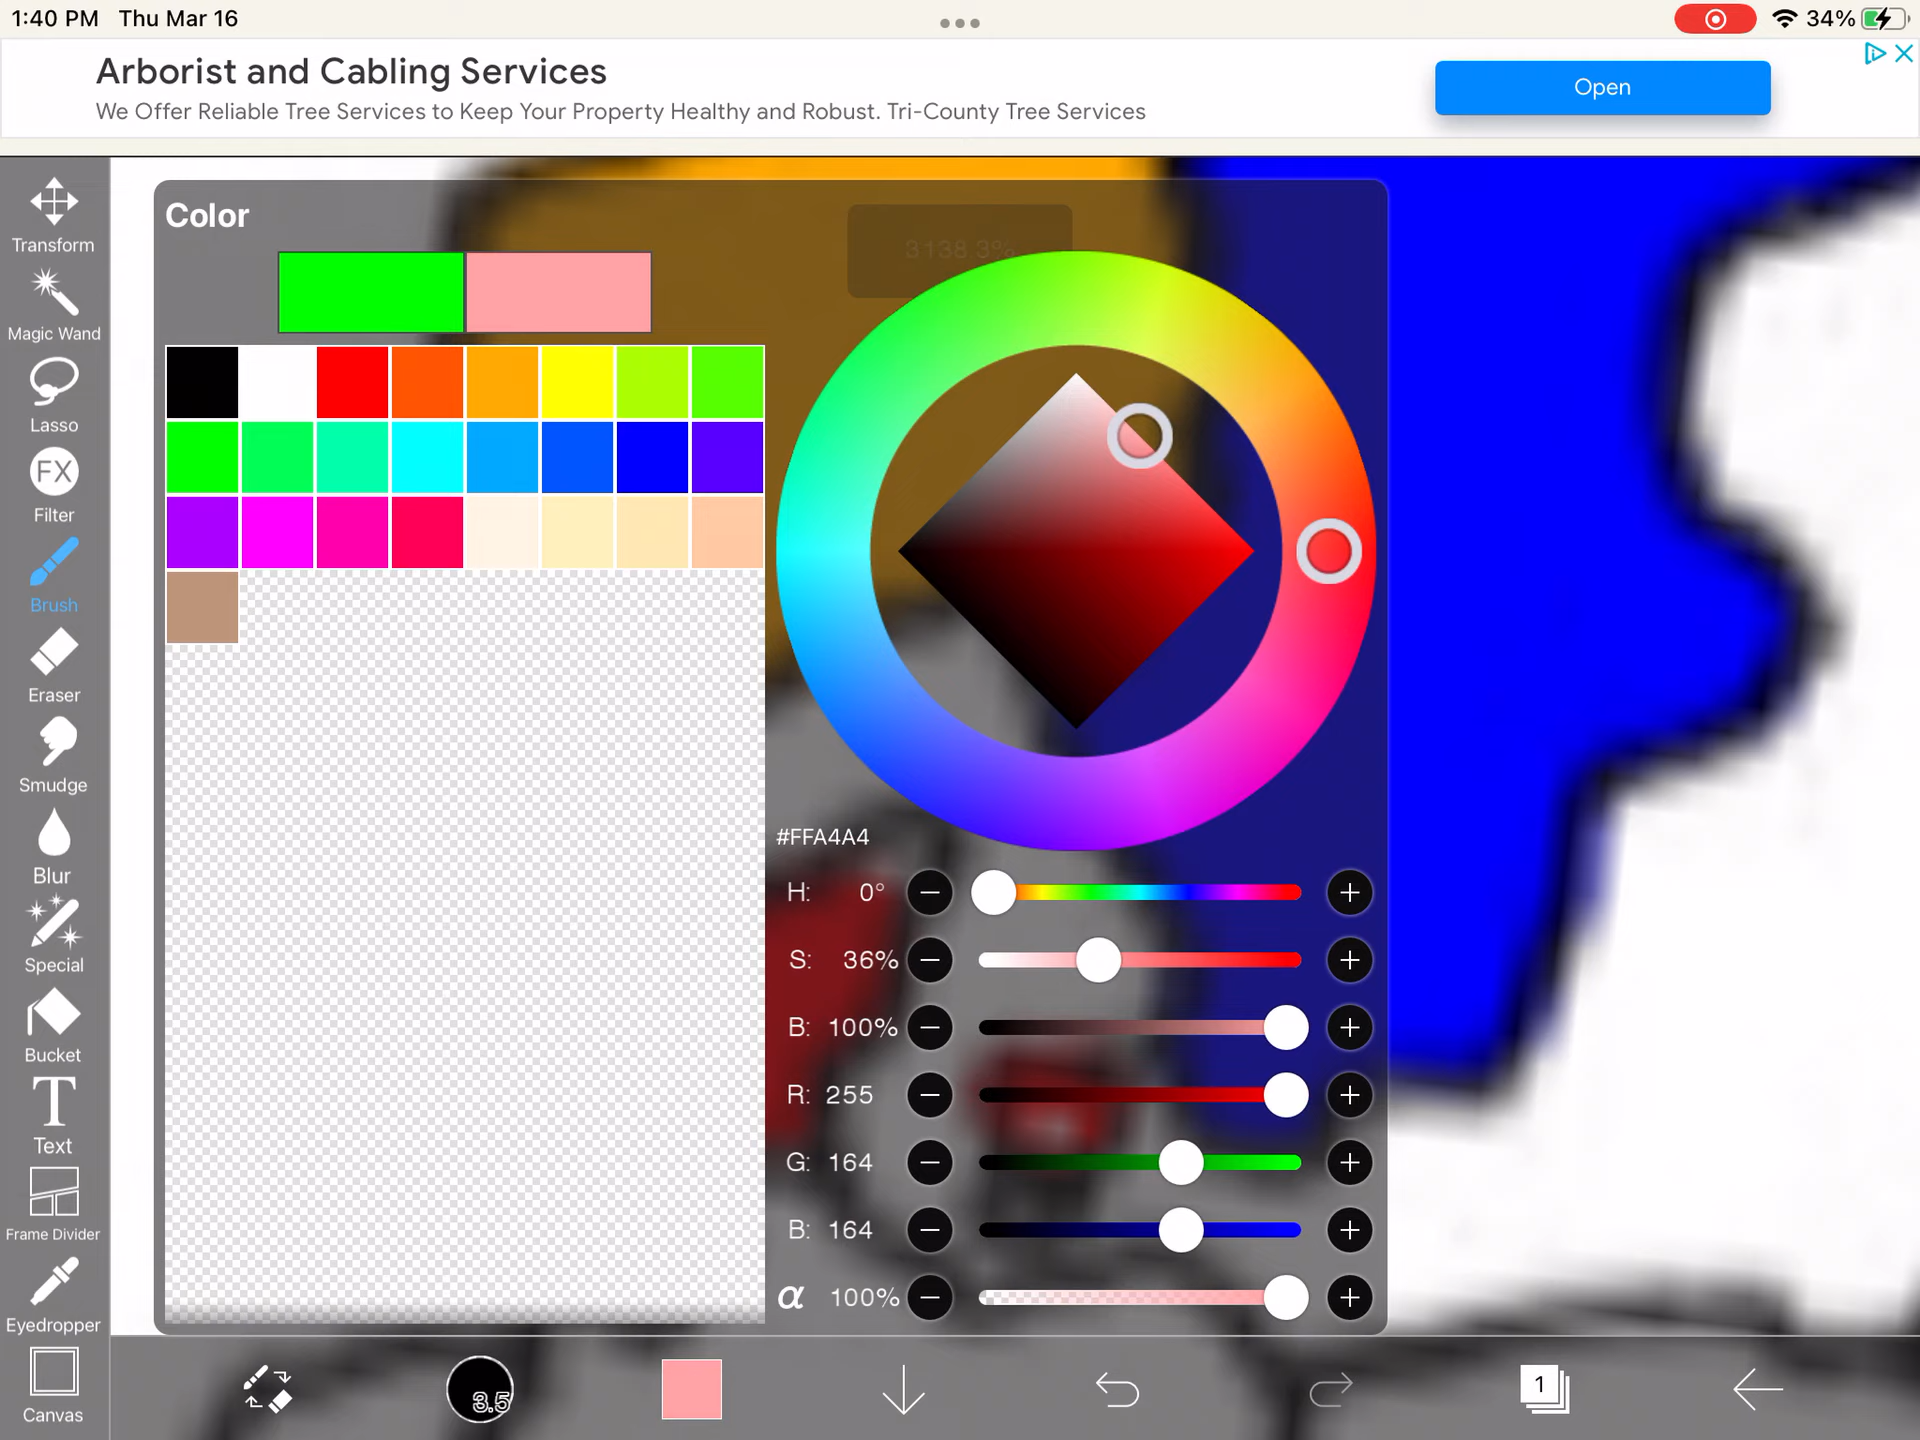 1:40 PM Thu Mar 16
34%
Arborist and Cabling Services
We Offer Reliable Tree Services to Keep Your Property Healthy and Robust. Tri-County Tree Services
Open
Transform
Magic Wand
Lasso
FX
Filter
Brush
Eraser
Smudge
Blur
Special
Bucket
T
Text
Frame Divider
Eyedropper
Canvas
Color
3138.3%
#FFA4A4
H: 0°
S: 36%
B: 100%
R: 255
G: 164
B: 164
α 100%
3.5
1